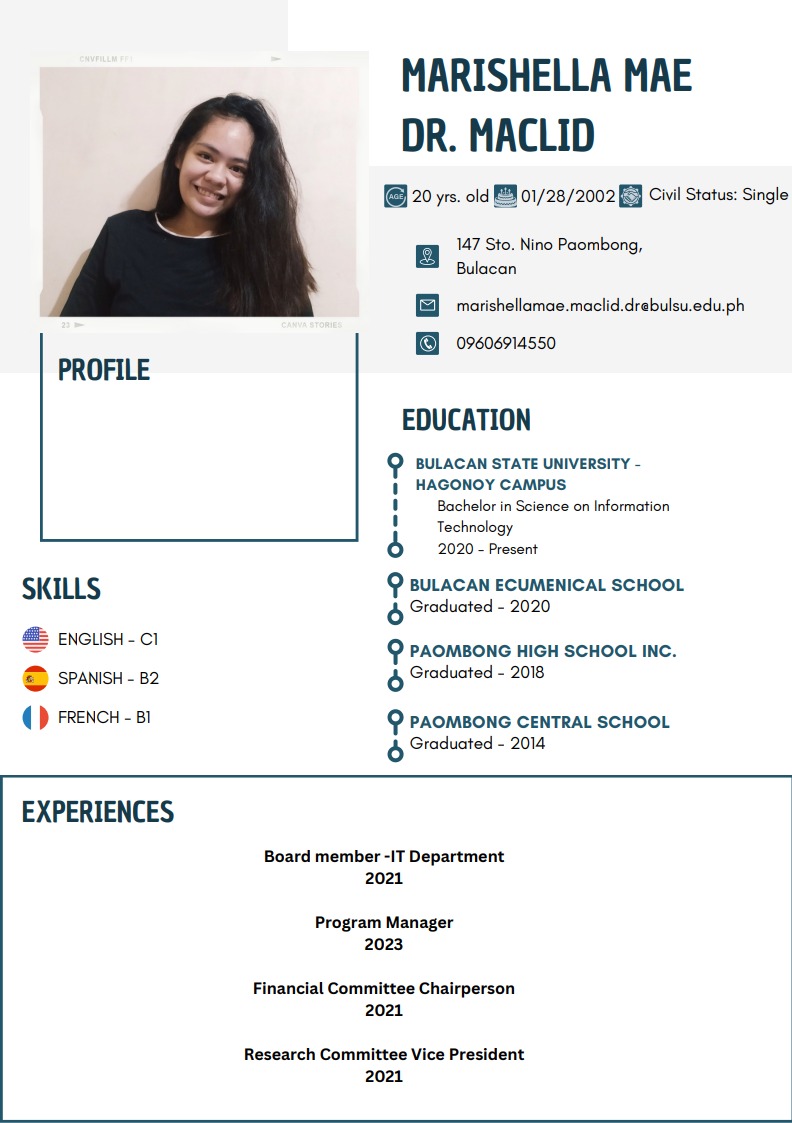 CNVFILLM FF1
MARISHELLA MAE
DR. MACLID
AGE
20 yrs. old
01/28/2002
Civil Status: Single
147 Sto. Nino Paombong,
Bulacan
marishellamae.maclid.dr@bulsu.edu.ph
09606914550
23
CANVA STORIES
PROFILE
EDUCATION
BULACAN STATE UNIVERSITY -
HAGONOY CAMPUS
Bachelor in Science on Information
Technology
2020 - Present
BULACAN ECUMENICAL SCHOOL
Graduated - 2020
PAOMBONG HIGH SCHOOL INC.
Graduated - 2018
PAOMBONG CENTRAL SCHOOL
Graduated - 2014
SKILLS
ENGLISH - C1
SPANISH - B2
FRENCH - B1
EXPERIENCES
Board member -IT Department
2021
Program Manager
2023
Financial Committee Chairperson
2021
Research Committee Vice President
2021